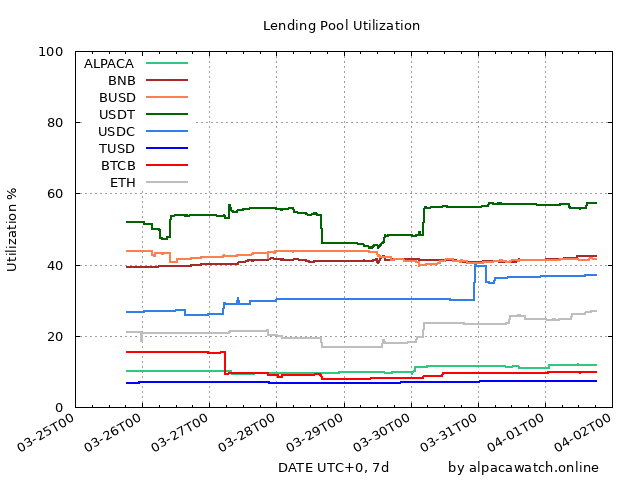 Lending Pool Utilization
Utilization %
100
80
60
40
20
0
ALPACA
BNB
BUSD
USDT
USDC
TUSD
BTCB
ETH
03-25T00
03-26T00
03-27T00
03-28T00
03-29T00
03-30T00
03-31T00
04-01T00
04-02T00
DATE UTC+0, 7d
by alpacawatch.online